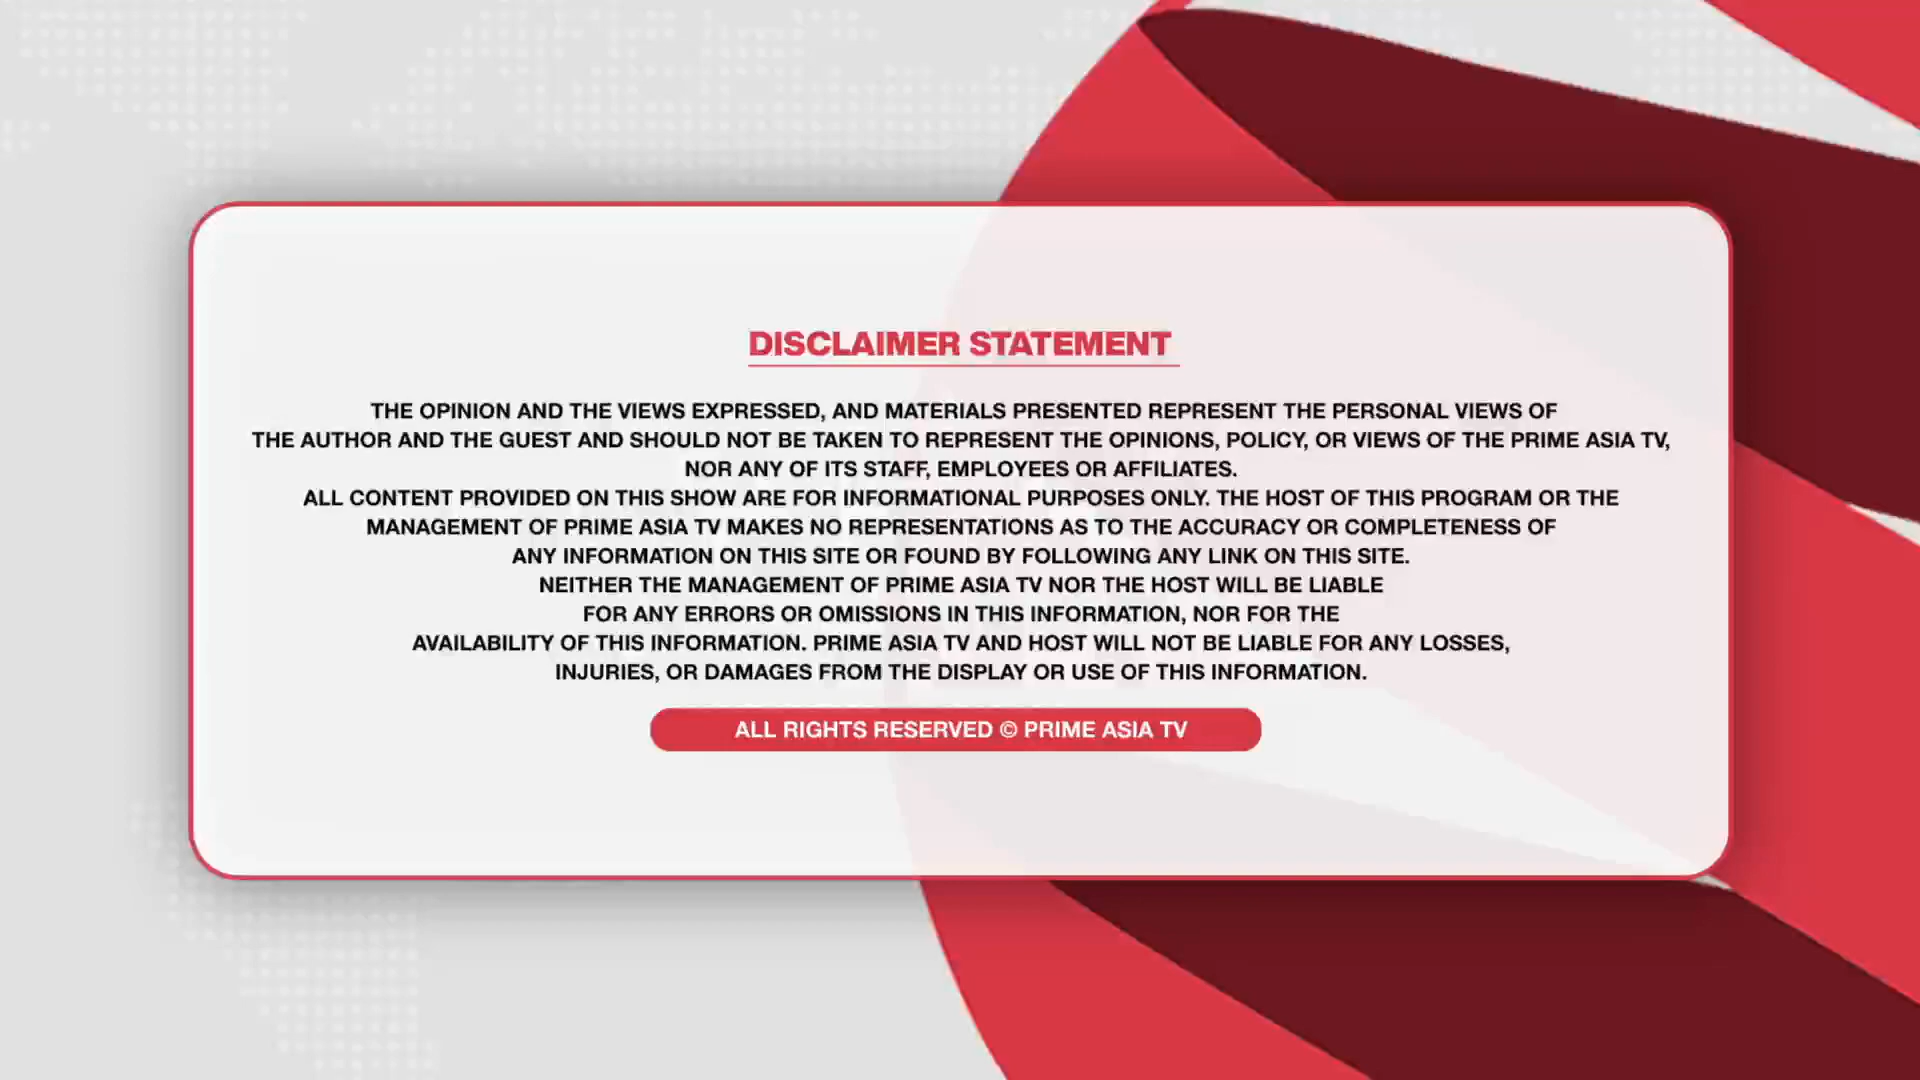 DISCLAIMER STATEMENT
THE OPINION AND THE VIEWS EXPRESSED, AND MATERIALS PRESENTED REPRESENT THE PERSONAL VIEWS OF
THE AUTHOR AND THE GUEST AND SHOULD NOT BE TAKEN TO REPRESENT THE OPINIONS, POLICY, OR VIEWS OF THE PRIME ASIA TV,
NOR ANY OF ITS STAFF, EMPLOYEES OR AFFILIATES.
ALL CONTENT PROVIDED ON THIS SHOW ARE FOR INFORMATIONAL PURPOSES ONLY. THE HOST OF THIS PROGRAM OR THE
MANAGEMENT OF PRIME ASIA TV MAKES NO REPRESENTATIONS AS TO THE ACCURACY OR COMPLETENESS OF
ANY INFORMATION ON THIS SITE OR FOUND BY FOLLOWING ANY LINK ON THIS SITE.
NEITHER THE MANAGEMENT OF PRIME ASIA TV NOR THE HOST WILL BE LIABLE
FOR ANY ERRORS OR OMISSIONS IN THIS INFORMATION, NOR FOR THE
AVAILABILITY OF THIS INFORMATION. PRIME ASIA TV AND HOST WILL NOT BE LIABLE FOR ANY LOSSES,
INJURIES, OR DAMAGES FROM THE DISPLAY OR USE OF THIS INFORMATION.
ALL RIGHTS RESERVED © PRIME ASIA TV